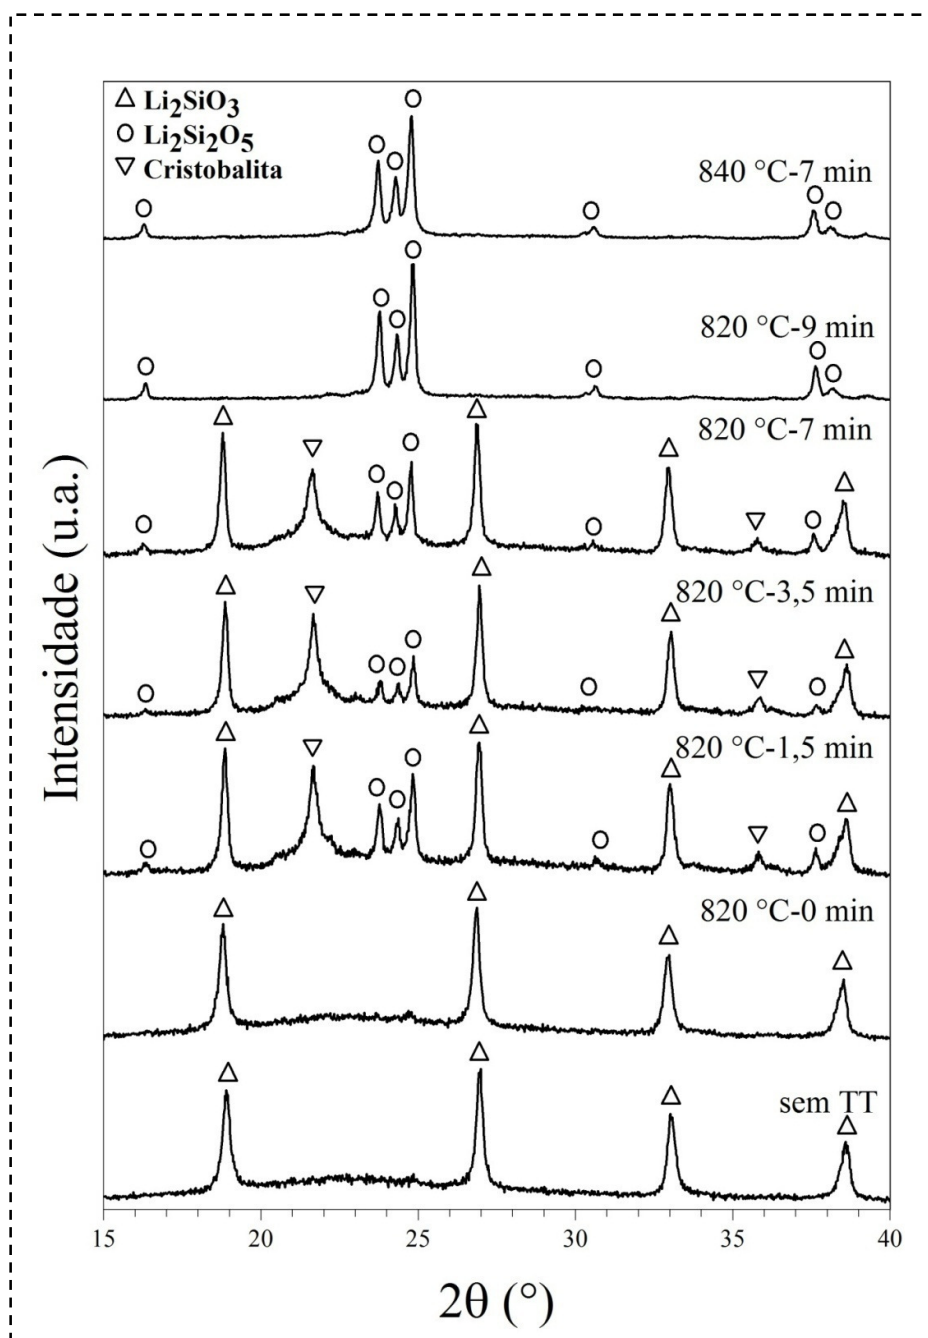 △ Li2SiO3
○ Li2Si2O5
▽ Cristobalita
840 °C-7 min
820 °C-9 min
820 °C-7 min
820 °C-3,5 min
820 °C-1,5 min
820 °C-0 min
sem TT
Intensidade (u.a.)
15 20 25 30 35 40
2θ (°)